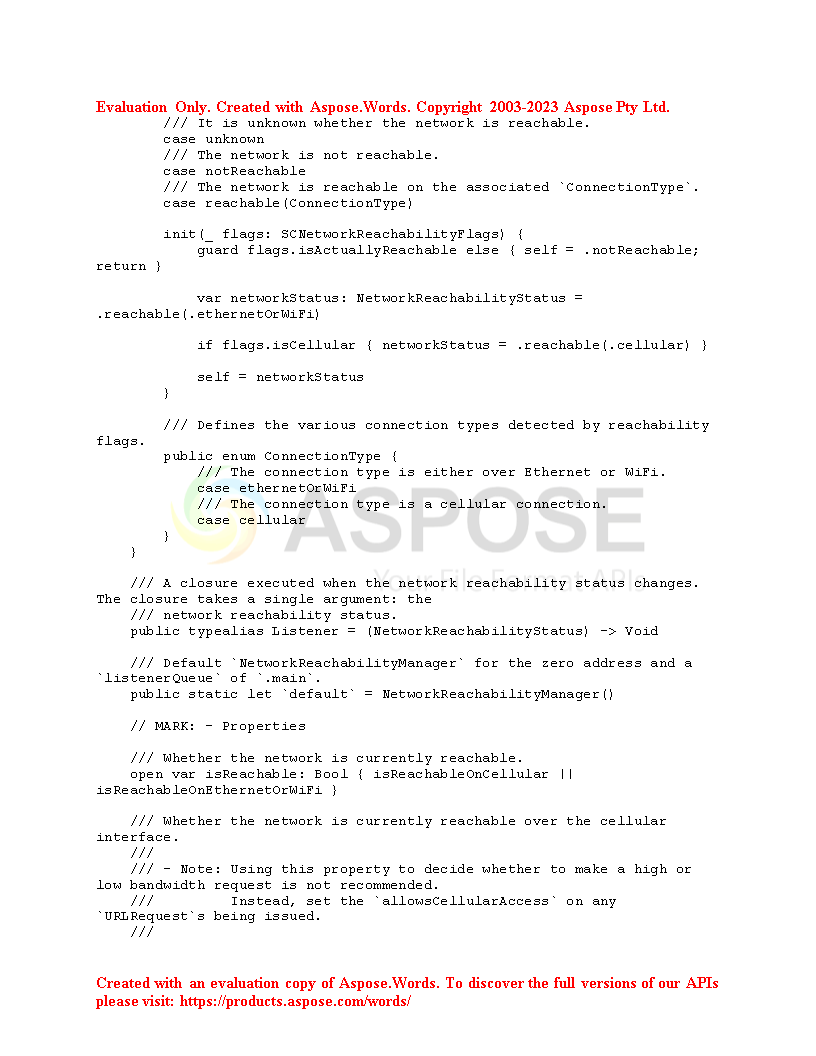 Evaluation Only. Created with Aspose.Words. Copyright 2003-2023 Aspose Pty Ltd.
        /// It is unknown whether the network is reachable.
        case unknown
        /// The network is not reachable.
        case notReachable
        /// The network is reachable on the associated `ConnectionType`.
        case reachable(ConnectionType)

        init(_ flags: SCNetworkReachabilityFlags) {
            guard flags.isActuallyReachable else { self = .notReachable;
return }

            var networkStatus: NetworkReachabilityStatus =
.reachable(.ethernetOrWiFi)

            if flags.isCellular { networkStatus = .reachable(.cellular) }

            self = networkStatus
        }

        /// Defines the various connection types detected by reachability
flags.
        public enum ConnectionType {
            /// The connection type is either over Ethernet or WiFi.
            case ethernetOrWiFi
            /// The connection type is a cellular connection.
            case cellular
        }
    }
ASPOSE
Your File Format APIs

    /// A closure executed when the network reachability status changes.
The closure takes a single argument: the
    /// network reachability status.
    public typealias Listener = (NetworkReachabilityStatus) -> Void

    /// Default `NetworkReachabilityManager` for the zero address and a
`listenerQueue` of `.main`.
    public static let `default` = NetworkReachabilityManager()

    // MARK: - Properties

    /// Whether the network is currently reachable.
    open var isReachable: Bool { isReachableOnCellular ||
isReachableOnEthernetOrWiFi }

    /// Whether the network is currently reachable over the cellular
interface.
    ///
    /// - Note: Using this property to decide whether to make a high or
low bandwidth request is not recommended.
    ///         Instead, set the `allowsCellularAccess` on any
`URLRequest`s being issued.
    ///

Created with an evaluation copy of Aspose.Words. To discover the full versions of our APIs
please visit: https://products.aspose.com/words/